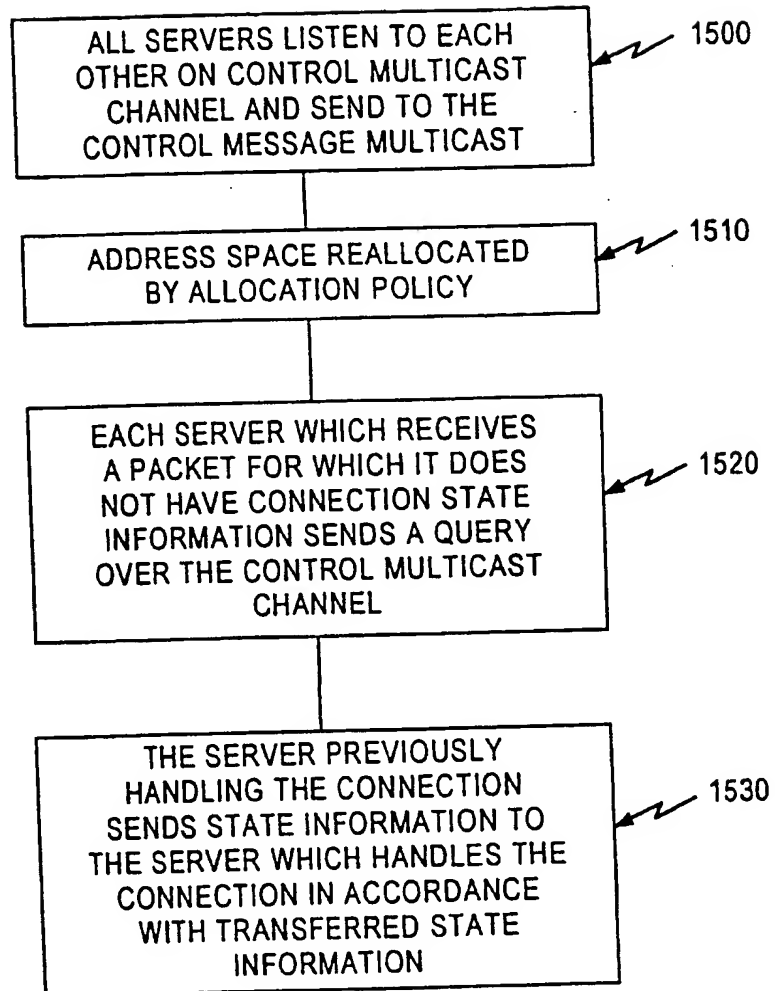 ALL SERVERS LISTEN TO EACH
OTHER ON CONTROL MULTICAST
CHANNEL AND SEND TO THE
CONTROL MESSAGE MULTICAST
1500
ADDRESS SPACE REALLOCATED
BY ALLOCATION POLICY
1510
EACH SERVER WHICH RECEIVES
A PACKET FOR WHICH IT DOES
NOT HAVE CONNECTION STATE
INFORMATION SENDS A QUERY
OVER THE CONTROL MULTICAST
CHANNEL
1520
THE SERVER PREVIOUSLY
HANDLING THE CONNECTION
SENDS STATE INFORMATION TO
THE SERVER WHICH HANDLES THE
CONNECTION IN ACCORDANCE
WITH TRANSFERRED STATE
INFORMATION
1530